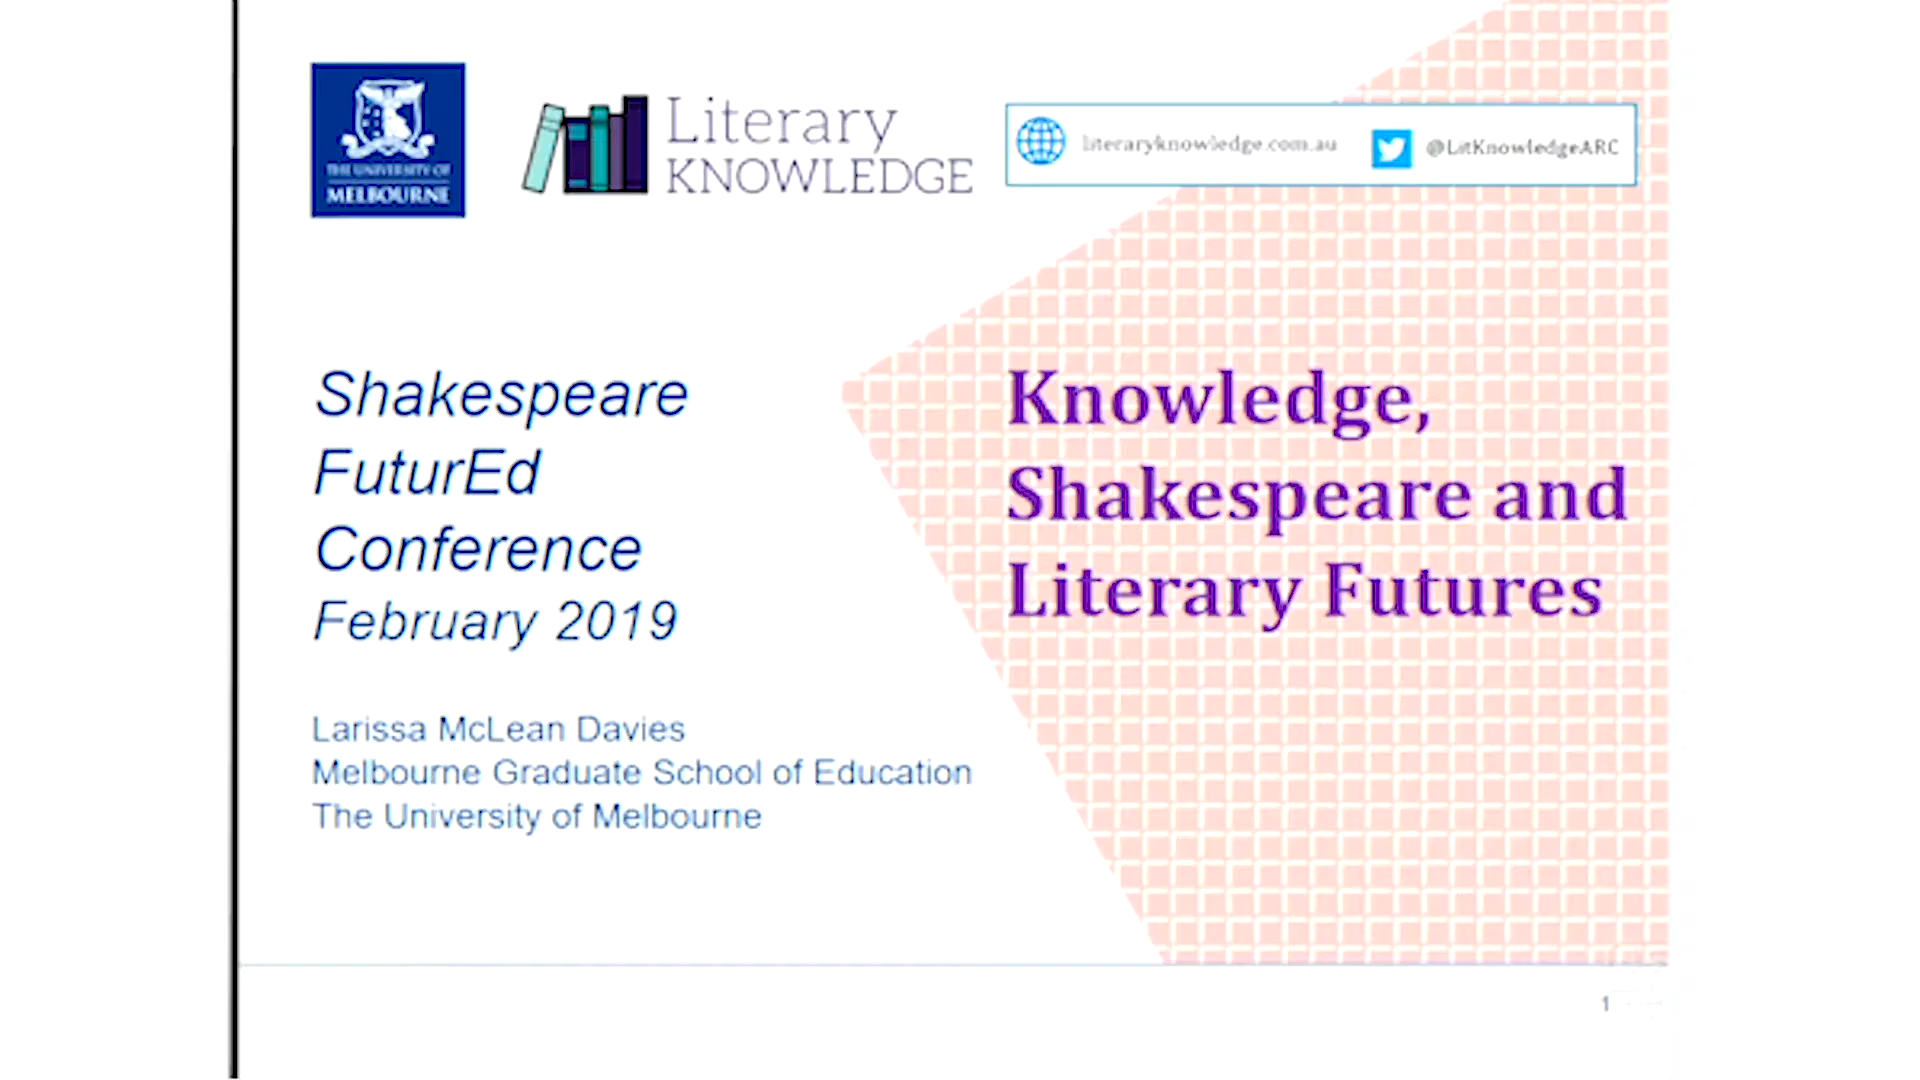 THE UNIVERSITY OF
MELBOURNE
Literary
KNOWLEDGE
literaryknowledge.com.au
@LitKnowledgeARC
Shakespeare
FuturEd
Conference
February 2019
Knowledge,
Shakespeare and
Literary Futures
Larissa McLean Davies
Melbourne Graduate School of Education
The University of Melbourne
1